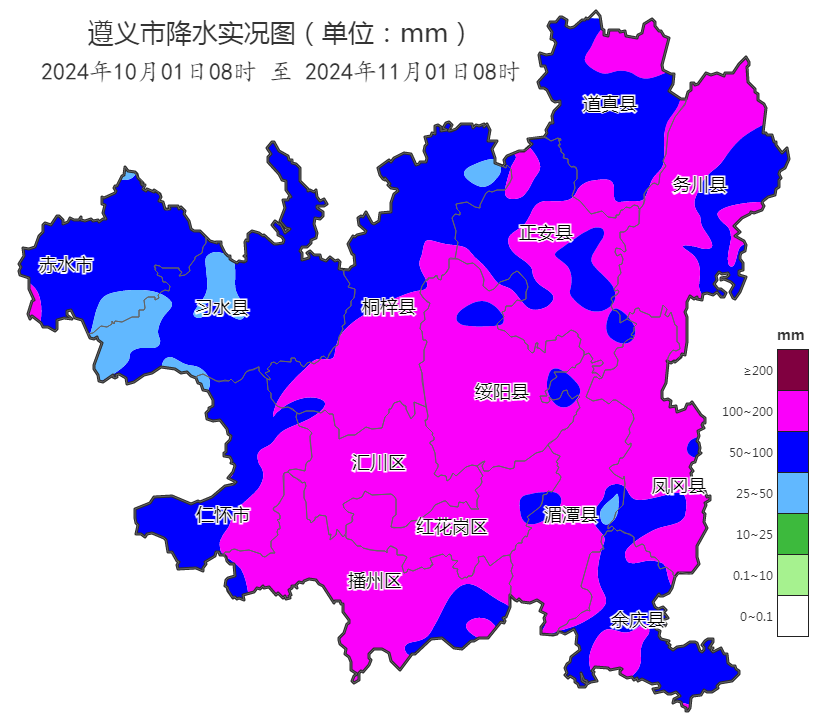 遵义市降水实况图（单位：mm）
2024年10月01日08时 至 2024年11月01日08时
道真县
务川县
正安县
赤水市
习水县
桐梓县
mm
≥200
绥阳县
100~200
50~100
汇川区
凤冈县
25~50
仁怀市
湄潭县
红花岗区
10~25
播州区
0.1~10
余庆县
0~0.1